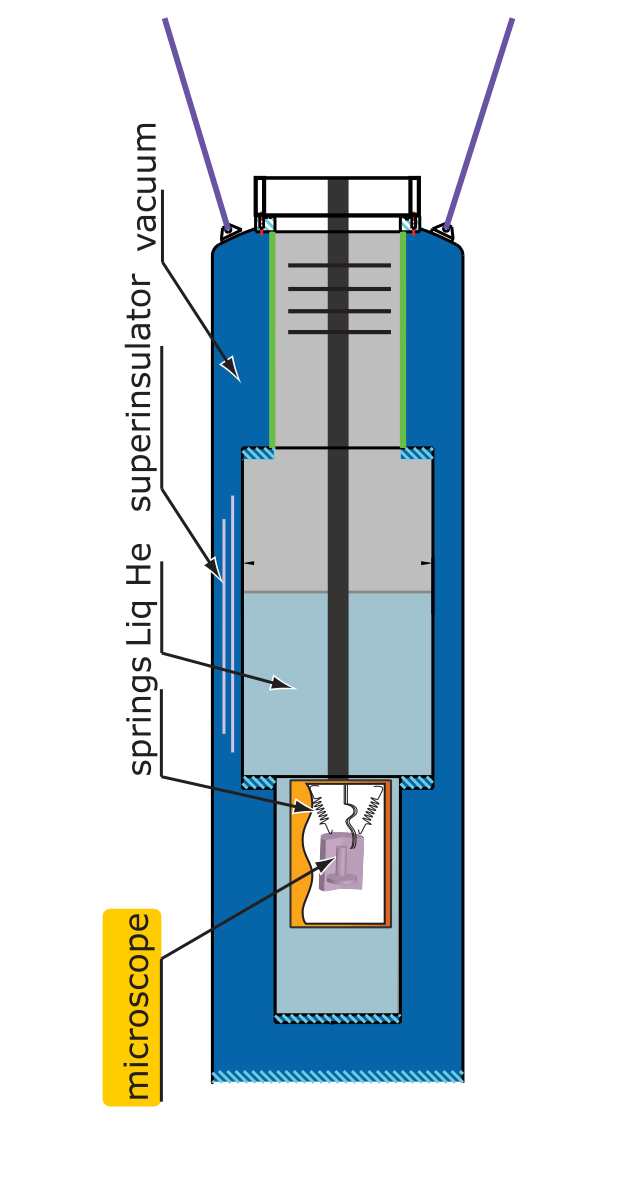 vacuum
superinsulator
Liq He
springs
microscope